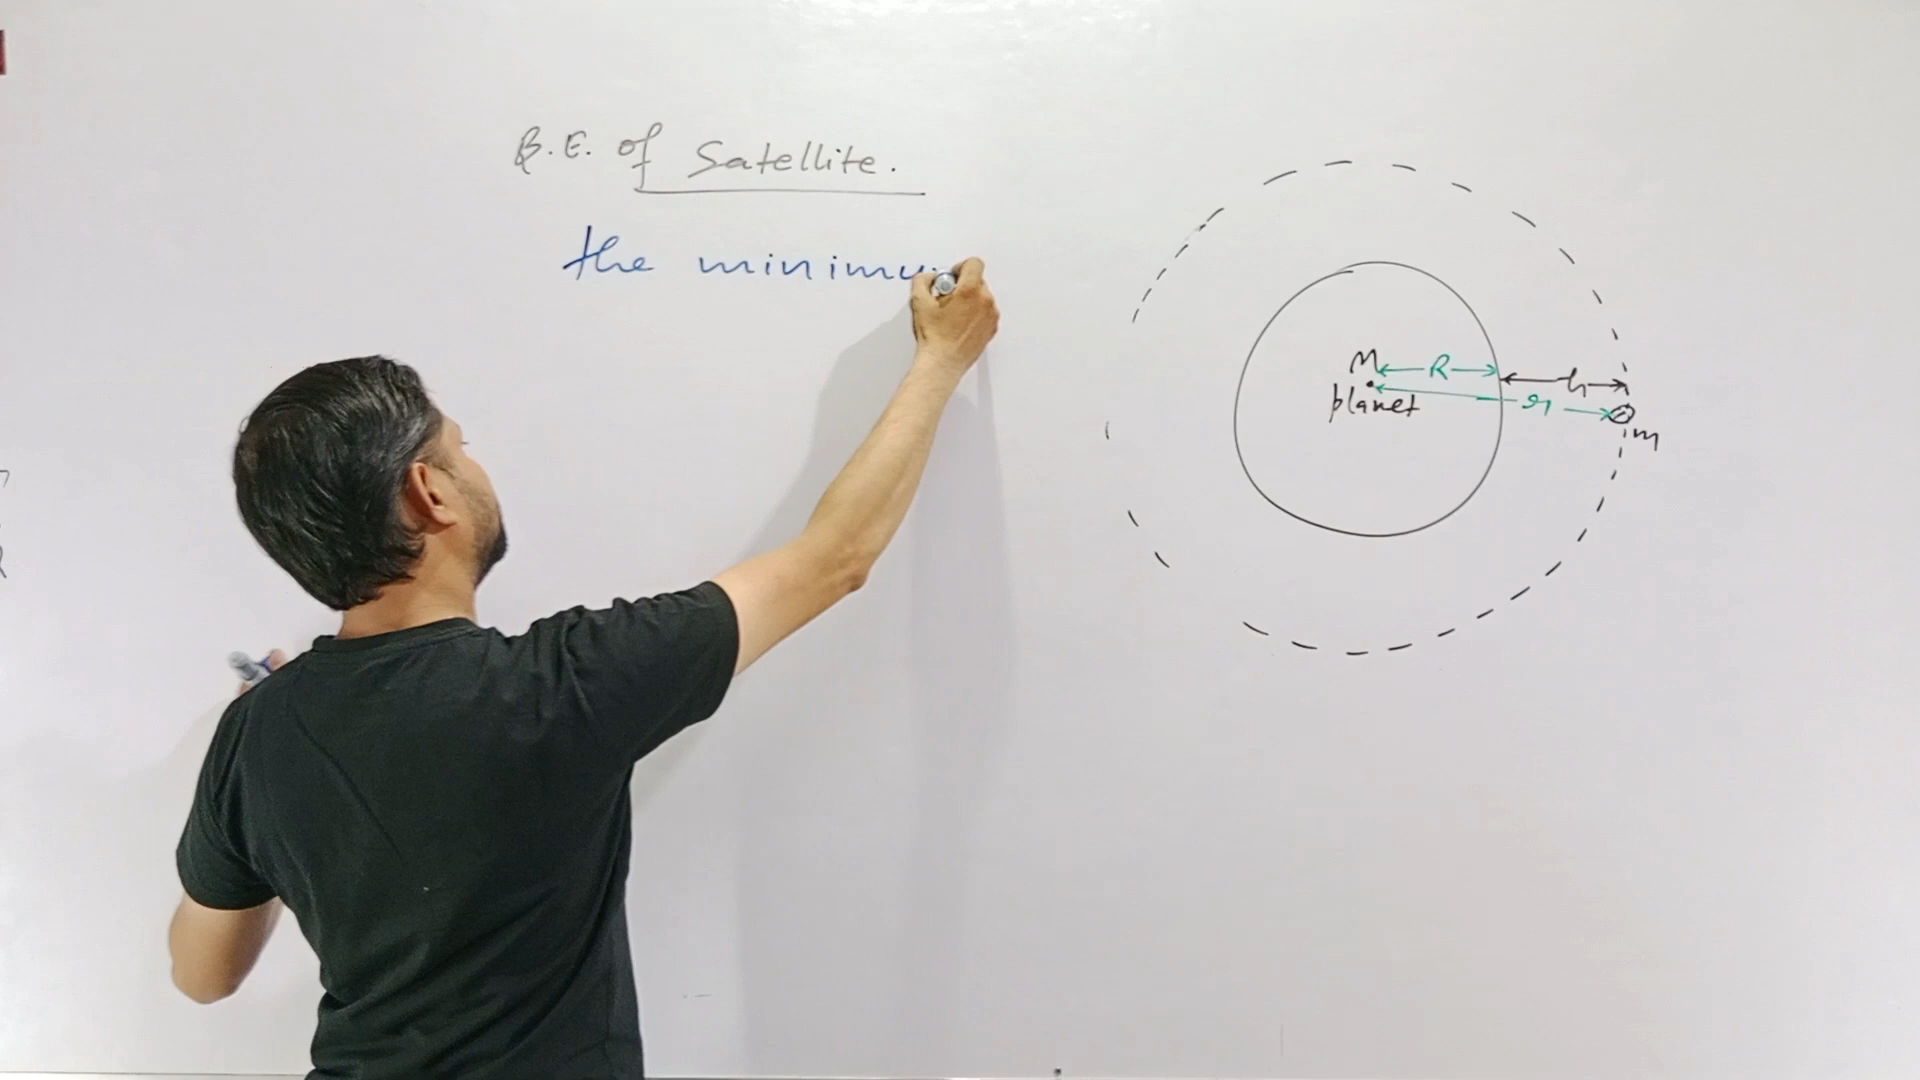 B.E. of Satellite.
the minimu
M R h
planet r
m